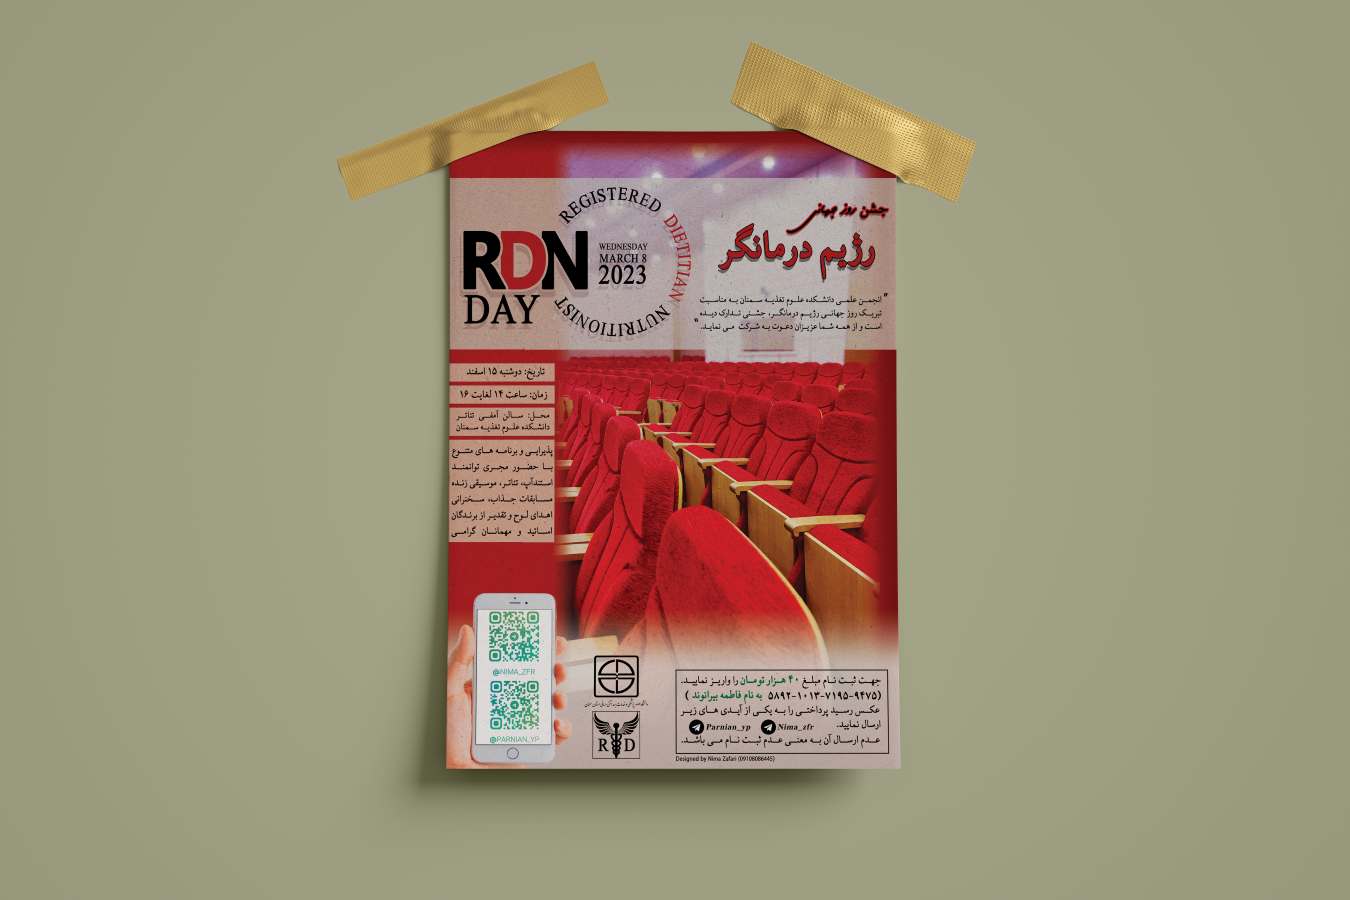 REGISTERED
DIETITIAN
NUTRITIONIST
RDN
DAY
WEDNESDAY
MARCH 8
2023
جشن روز جهانی
رژیم درمانگر
" انجمن علمی دانشکده علوم تغذیه سمنان به مناسبت
تبریک روز جهانی رژیم درمانگر، جشنی تدارک دیده
است و از همه شما عزیزان دعوت به شرکت می نماید. "
تاریخ: دوشنبه ۱۵ اسفند
زمان: ساعت ۱۴ لغایت ۱۶
محل: سالن آمفی تئاتر
دانشکده علوم تغذیه سمنان
پذیرایی و برنامه های متنوع
با حضور مجری توانمند
استندآپ، تئاتر، موسیقی زنده
مسابقات جذاب، سخنرانی
اهدای لوح و تقدیر از برندگان
اساتید و مهمانان گرامی
@NIMA_ZFR
@PARNIAN_YP
RD
جهت ثبت نام مبلغ ۴۰ هزار تومان را واریز نمایید.
(۵۸۹۲-۱۰۱۳-۷۱۹۵-۹۴۷۵ به نام فاطمه بیرانوند )
عکس رسید پرداختی را به یکی از آیدی های زیر
ارسال نمایید. Nima_zfr Parnian_yp
عدم ارسال آن به معنی عدم ثبت نام می باشد.
Designed by Nima Zafari (09108086445)